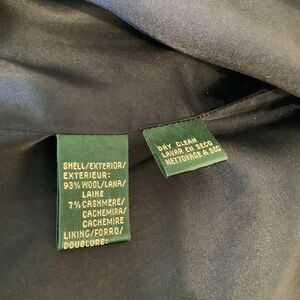 SHELL/EXTERIOR/
EXTERIEUR:
93% WOOL/LANA/
LAINE
7% CASHMERE/
CACHEMIRA/
CACHEMIRE
LINING/FORRO/
DOUBLURE:
DRY CLEAN
LAVAR EN SECO
NETTOYAGE A SEC